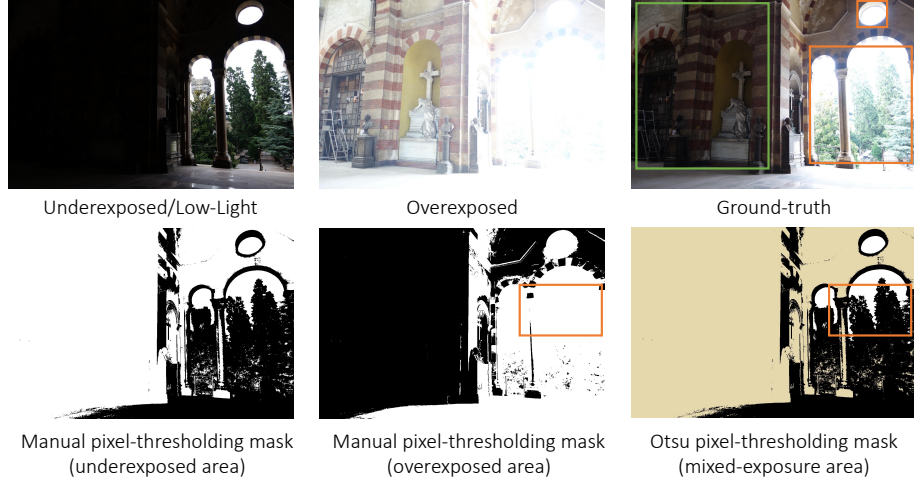 Underexposed/Low-Light
Overexposed
Ground-truth
Manual pixel-thresholding mask
(underexposed area)
Manual pixel-thresholding mask
(overexposed area)
Otsu pixel-thresholding mask
(mixed-exposure area)